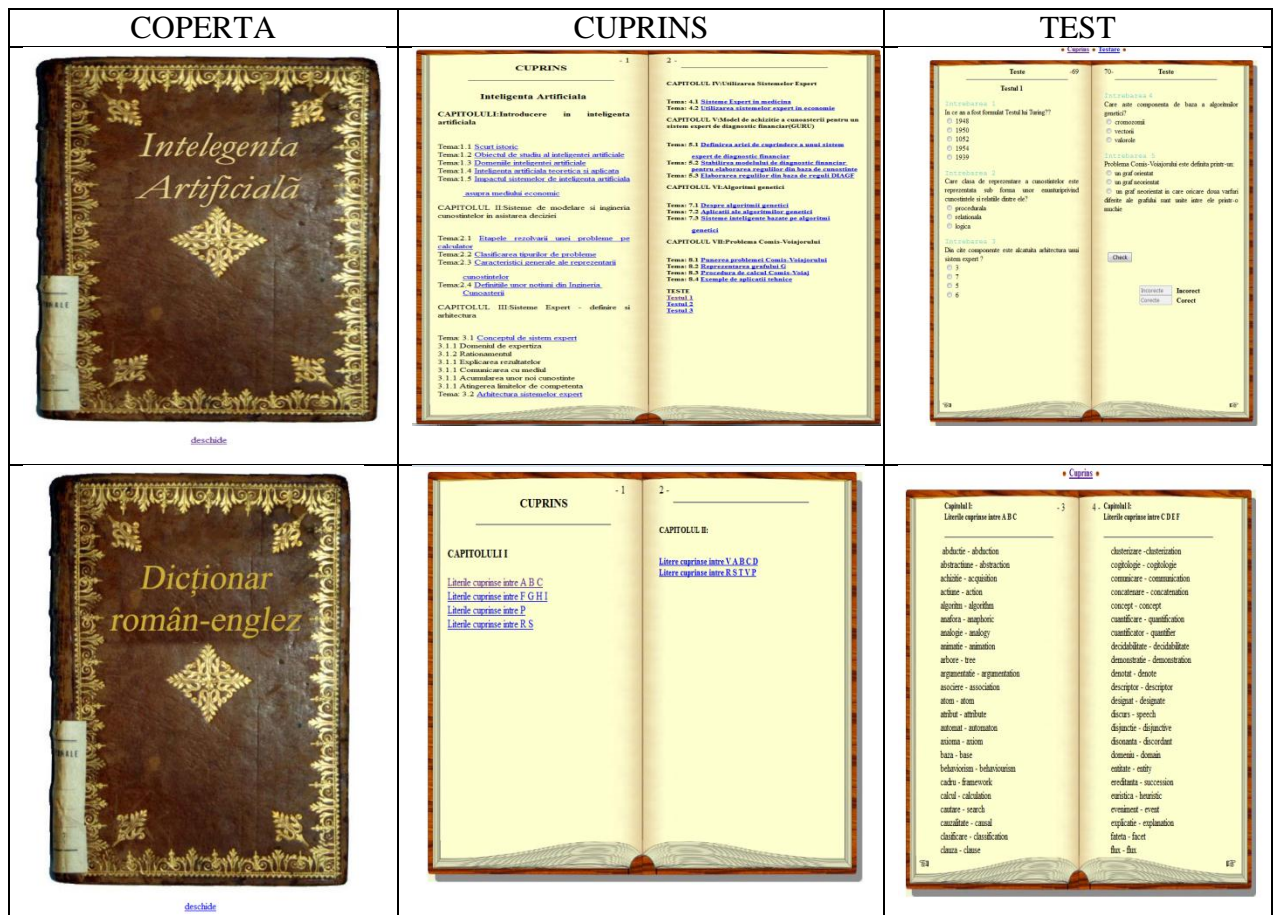 COPERTA
CUPRINS
TEST
Intelegenta
Artificiala
deschide
- 1
CUPRINS
Inteligenta Artificiala
CAPITOLUL I:Introducere in inteligenta
artificiala
Tema:1.1 Scurt istoric
Tema:1.2 Obiectul de studiu al inteligentei artificiale
Tema:1.3 Domeniile inteligentei artificiale
Tema:1.4 Inteligenta artificiala teoretica si aplicata
Tema:1.5 Impactul sistemelor de inteligenta artificiala
asupra mediului economic
CAPITOLUL II:Sisteme de modelare si ingineria
cunostintelor in asistarea deciziei
Tema:2.1 Etapele rezolvarii unei probleme pe
calculator
Tema:2.2 Clasificarea tipurilor de probleme
Tema:2.3 Caracteristici generale ale reprezentarii
cunostintelor
Tema:2.4 Definitiile unor notiuni din Ingineria
Cunoasterii
CAPITOLUL III:Sisteme Expert - definire si
arhitectura
Tema: 3.1 Conceptul de sistem expert
3.1.1 Domeniul de expertiza
3.1.2 Rationamentul
3.1.1 Explicarea rezultatelor
3.1.1 Comunicarea cu mediul
3.1.1 Acumularea unor noi cunostinte
3.1.1 Atingerea limitelor de competenta
Tema: 3.2 Arhitectura sistemelor expert
2 -
CAPITOLUL IV:Utilizarea Sistemelor Expert
Tema: 4.1 Sisteme Expert in medicina
Tema: 4.2 Utilizarea sistemelor expert in economie
CAPITOLUL V:Model de achizitie a cunoasterii pentru un
sistem expert de diagnostic financiar(GURU)
Tema: 5.1 Definirea ariei de cuprindere a unui sistem
expert de diagnostic financiar
Tema: 5.2 Stabilirea modelului de diagnostic financiar
pentru elaborarea regulilor din baza de cunostinte
Tema: 5.3 Elaborarea regulilor din baza de reguli DIAGF
CAPITOLUL VI:Algoritmi genetici
Tema: 7.1 Despre algoritmii genetici
Tema: 7.2 Aplicatii ale algoritmilor genetici
Tema: 7.3 Sisteme inteligente bazate pe algoritmi
genetici
CAPITOLUL VII:Problema Comis-Voiajorului
Tema: 8.1 Punerea problemei Comis-Voiajorului
Tema: 8.2 Reprezentarea grafului G
Tema: 8.3 Procedura de calcul Comis-Voiaj
Tema: 8.4 Exemple de aplicatii tehnice
TESTE
Testul 1
Testul 2
Testul 3
• Cuprins • Testare •
Teste -69
Testul 1
Intrebarea 1
In ce an a fost formulat Testul lui Turing??
1948
1950
1052
1954
1939
Intrebarea 2
Care clasa de reprezentare a cunostintelor este
reprezentata sub forma unor
cunostintele si relatiile dintre ele?
procedurala
relationala
logica
Intrebarea 3
Din cite componente este alcatuita arhitectura unui
sistem expert ?
3
7
5
6
70- Teste
Intrebarea 4
Care este componenta de baza a algoritmilor
genetici?
cromozomii
vectorii
valorole
Intrebarea 5
Problema Comis-Voiajorului este definita printr-un:
un graf orientat
un graf neorientat
un graf neorientat in care oricare doua varfuri
diferite ale grafului sunt unite intre ele printr-o
muchie
Check
Incorecte Incorect
Corecte Corect
Dicționar
român-englez
deschide
- 1
CUPRINS
CAPITOLULI I
Literile cuprinse intre A B C
Literile cuprinse intre F G H I
Literile cuprinse intre P
Literile cuprinse intre R S
2 -
CAPITOLUL II:
Litere cuprinse intre V A B C D
Litere cuprinse intre R S T V P
• Cuprins •
Capitolul I: - 3
Literile cuprinse intre A B C
abductie - abduction
abstractiune - abstraction
achizitie - acquisition
actiune - action
algoritm - algorithm
anafora - anaphoric
analogie - analogy
animatie - animation
arbore - tree
argumentatie - argumentation
asociere - association
atom - atom
atribut - attribute
automat - automaton
axioma - axiom
baza - base
behaviorism - behaviourism
cadru - framework
calcul - calculation
cautare - search
cauzalitate - causal
clasificare - classification
clauza - clause
4 - Capitolul I:
Literile cuprinse intre C D E F
clusterizare -clusterization
cogitologie - cogitologie
comunicare - communication
concatenare - concatenation
concept - concept
cuantificare - quantification
cuantificator - quantifier
decidabilitate - decidabilitate
demonstratie - demonstration
denotat - denote
descriptor - descriptor
designat - designate
discurs - speech
disjunctie - disjunctive
disonanta - discordant
domeniu - domain
entitate - entity
ereditanta - succession
euristica - heuristic
eveniment - event
explicatie - explanation
fateta - facet
flux - flux